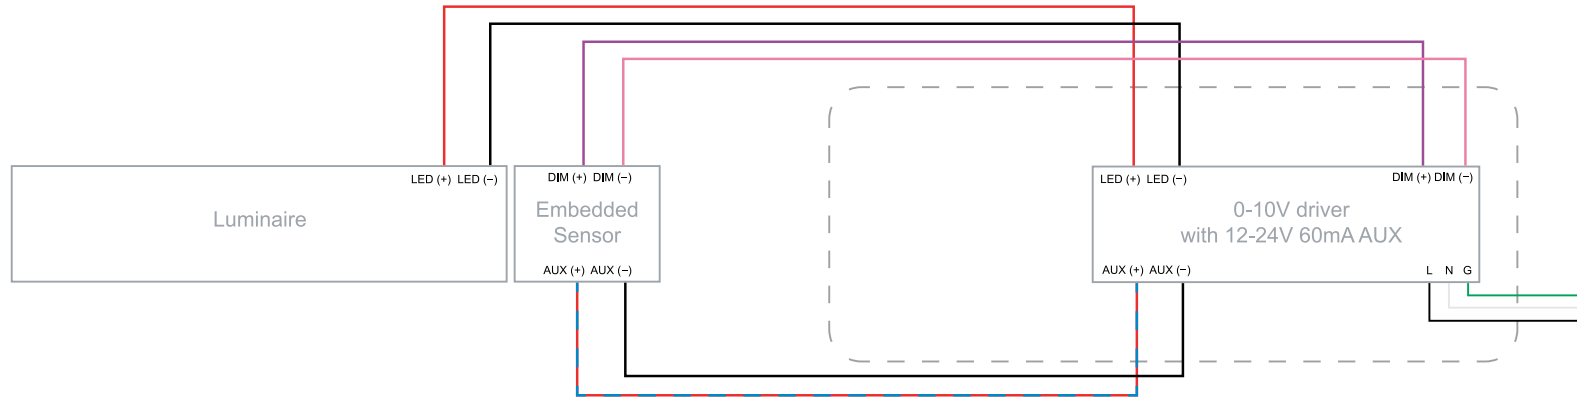 LED (+) LED (−)
Luminaire
DIM (+) DIM (−)
Embedded
Sensor
AUX (+) AUX (−)
LED (+) LED (−)
DIM (+) DIM (−)
0-10V driver
with 12-24V 60mA AUX
AUX (+) AUX (−)
L N G